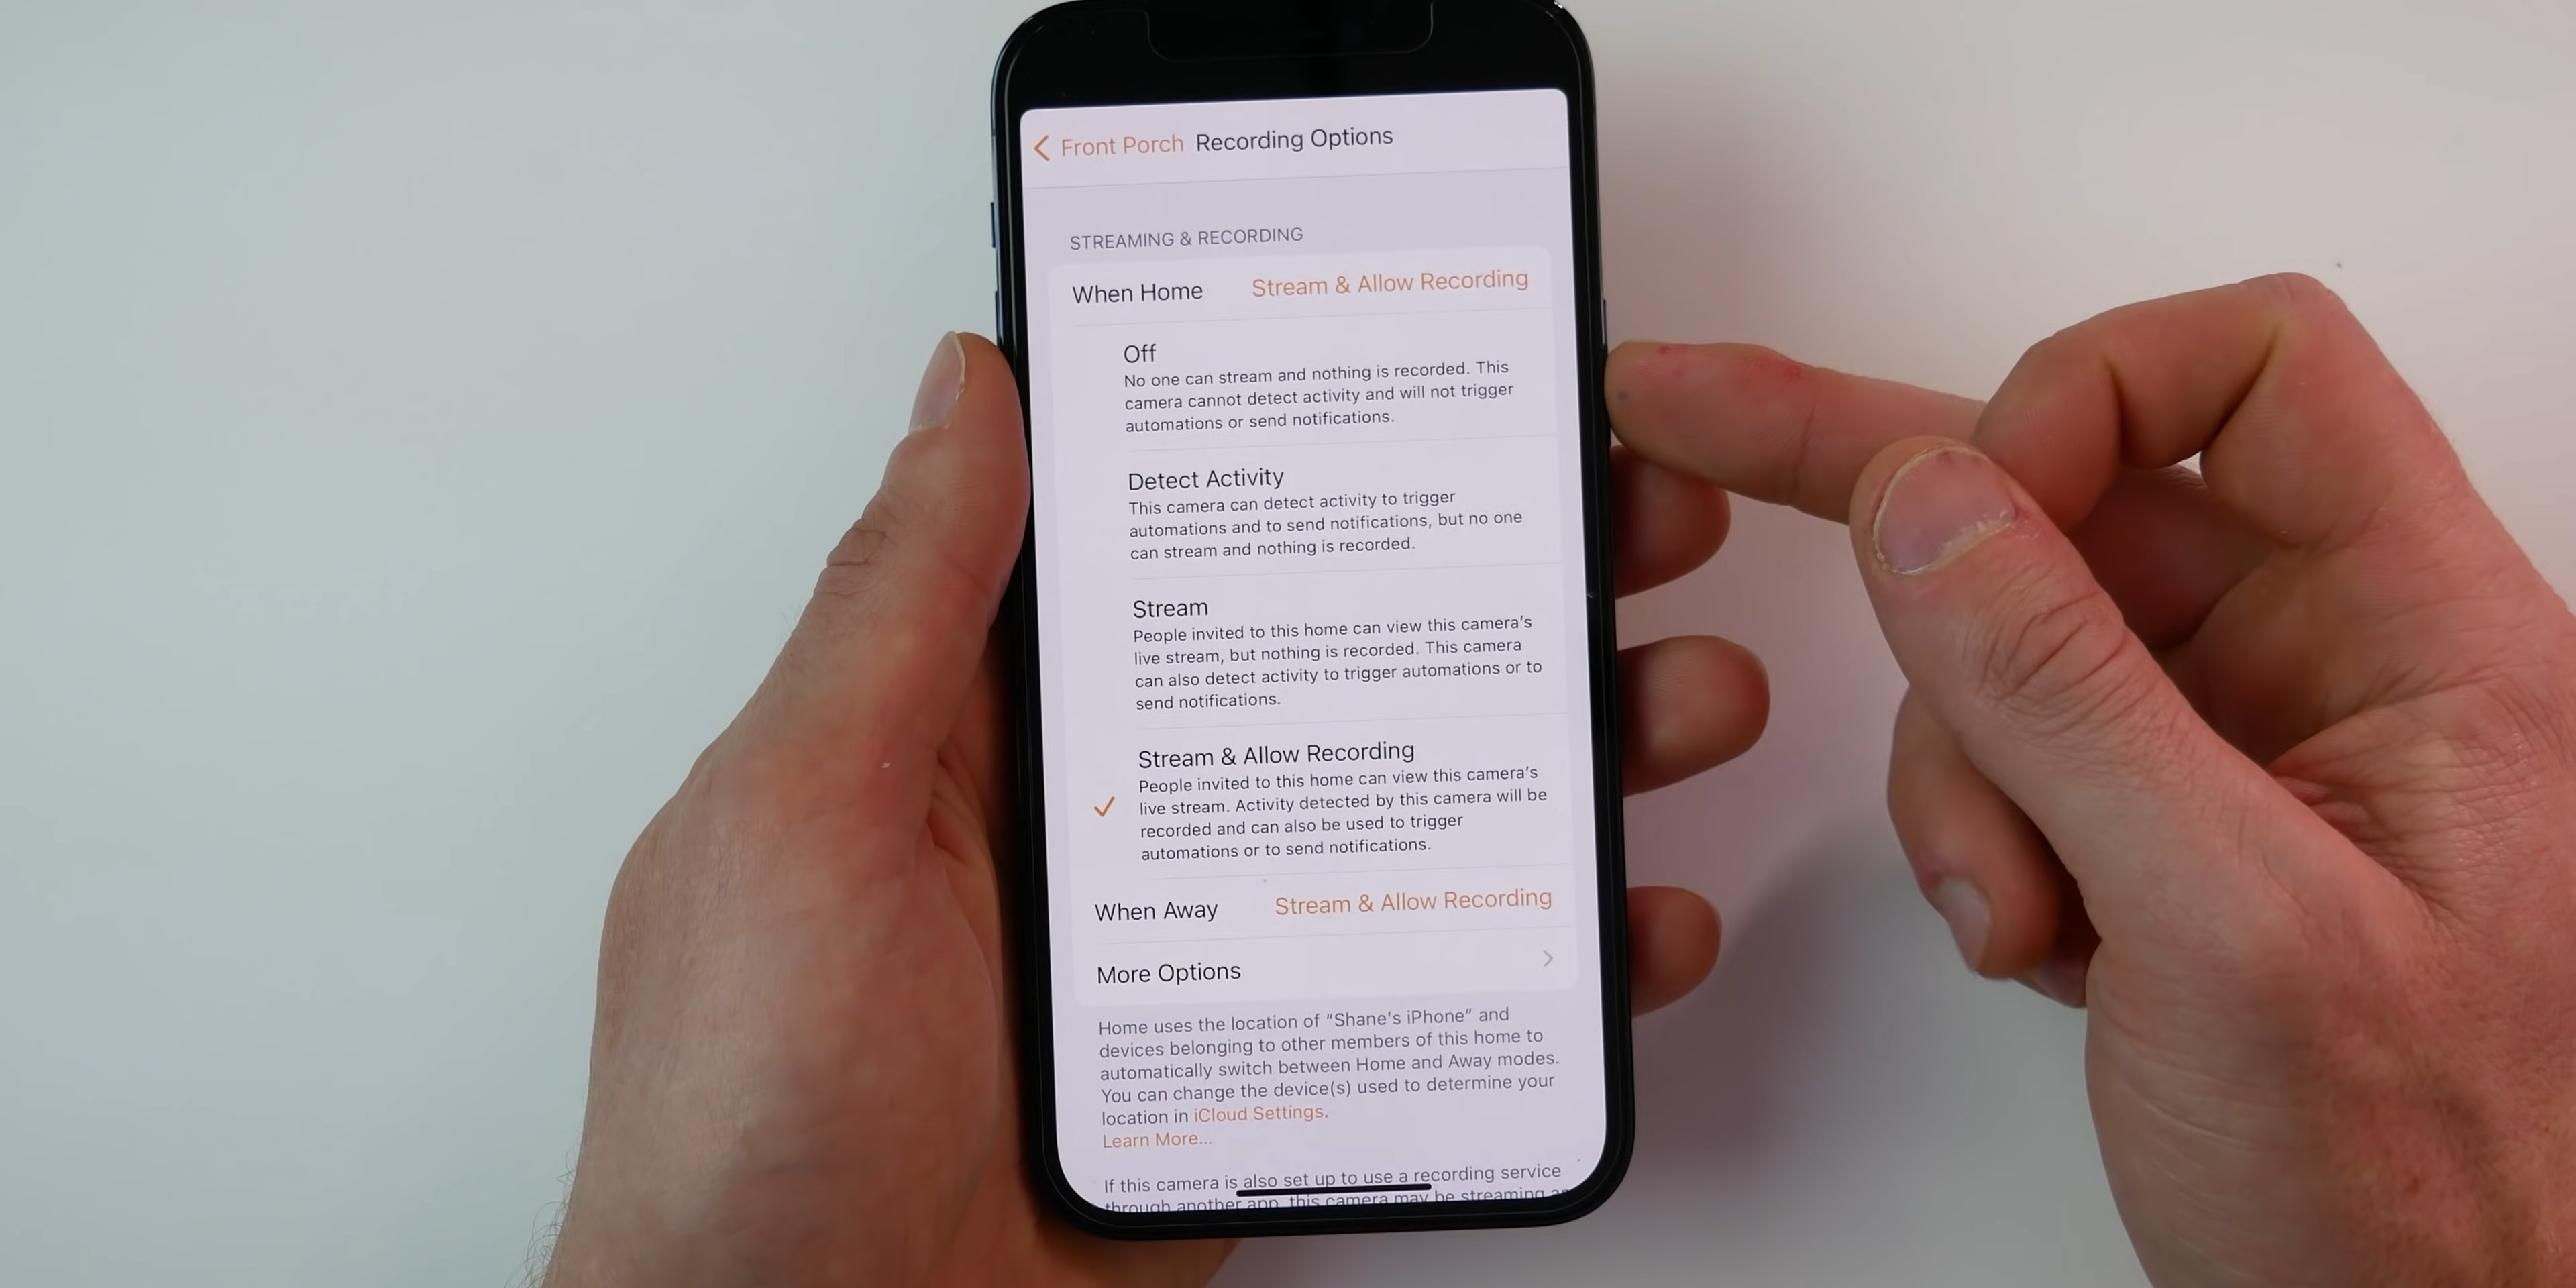 Front Porch Recording Options
STREAMING & RECORDING
When Home Stream & Allow Recording
Off
No one can stream and nothing is recorded. This
camera cannot detect activity and will not trigger
automations or send notifications.
Detect Activity
This camera can detect activity to trigger
automations and to send notifications, but no one
can stream and nothing is recorded.
Stream
People invited to this home can view this camera's
live stream, but nothing is recorded. This camera
can also detect activity to trigger automations or to
send notifications.
Stream & Allow Recording
People invited to this home can view this camera's
live stream. Activity detected by this camera will be
recorded and can also be used to trigger
automations or to send notifications.
When Away Stream & Allow Recording
More Options
Home uses the location of “Shane's iPhone” and
devices belonging to other members of this home to
automatically switch between Home and Away modes.
You can change the device(s) used to determine your
location in iCloud Settings.
Learn More...
If this camera is also set up to use a recording service
through another app, this camera may be streaming